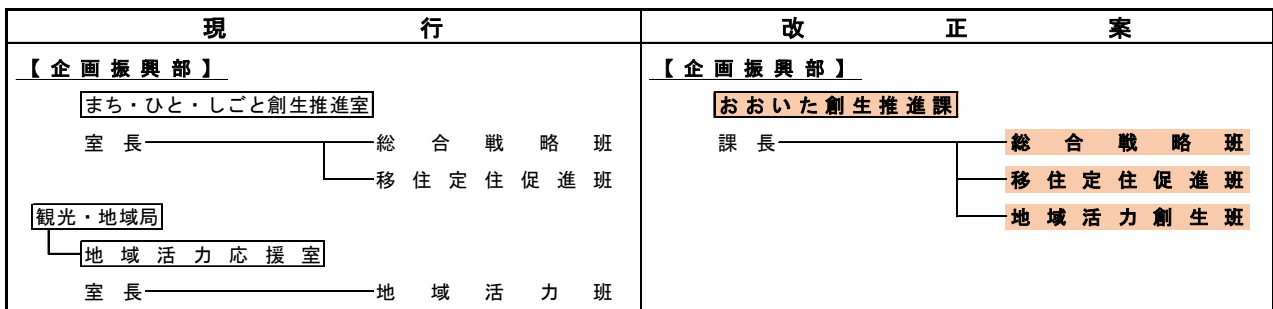 現行
【企画振興部】
まち・ひと・しごと創生推進室
室長 総合戦略班
移住定住促進班
観光・地域局
地域活力応援室
室長 地域活力班
改正案
【企画振興部】
おおいた創生推進課
課長 総合戦略班
移住定住促進班
地域活力創生班